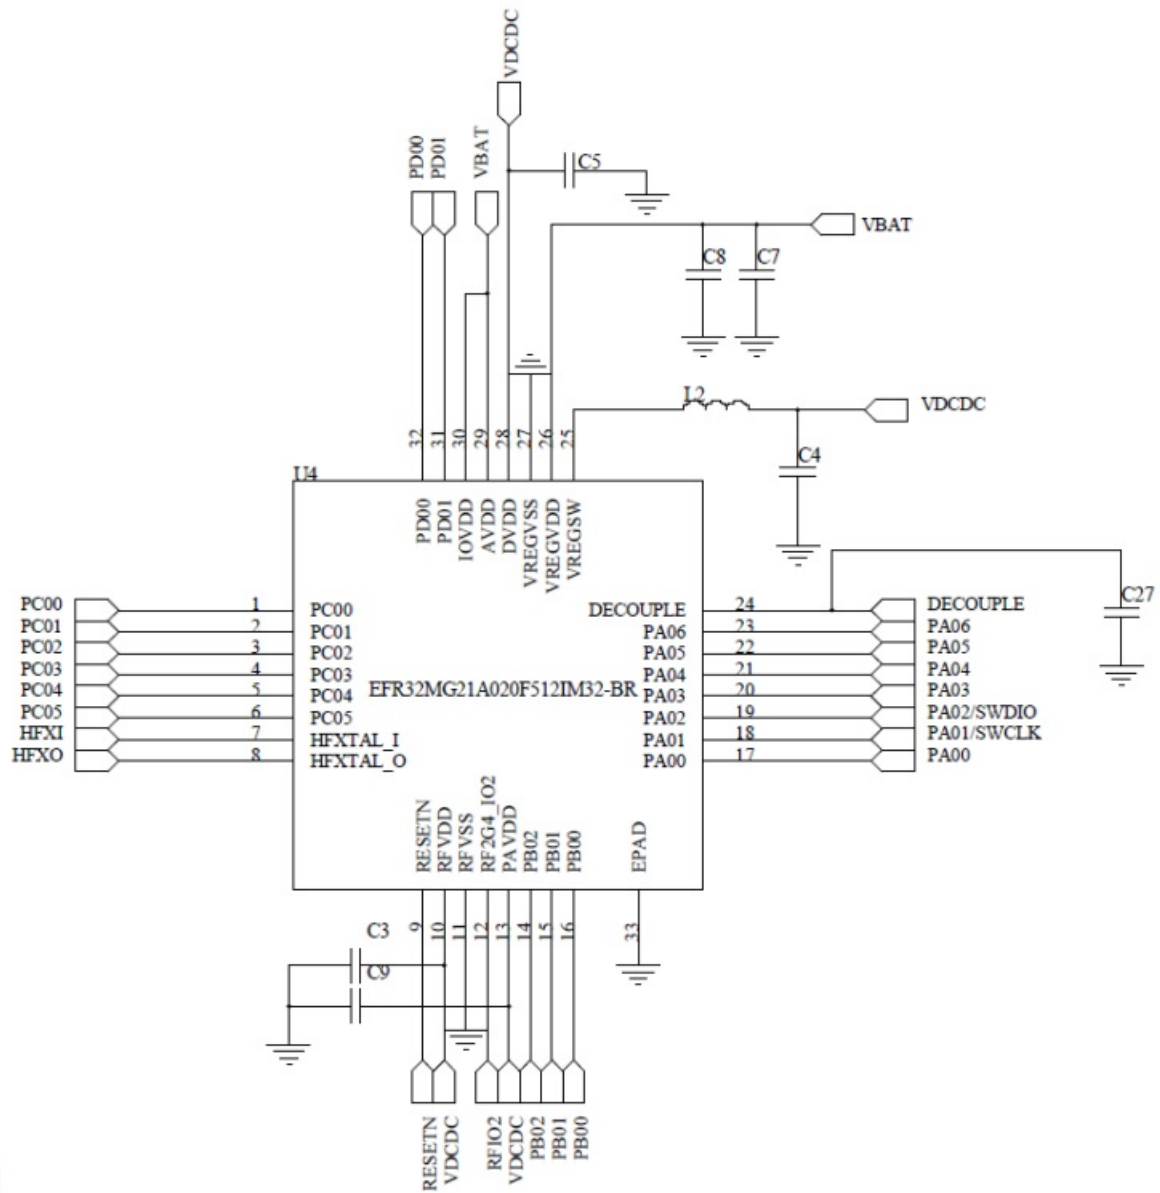 VDCDC
PD00
PD01
VBAT
C5
VBAT
C8
C7
L2
VDCDC
C4
32
31
30
29
28
27
26
25
U4
PD00
PD01
IOVDD
AVDD
DVDD
VREGVSS
VREGVDD
VREGSW
C27
PC00 1 PC00 DECOUPLE 24 DECOUPLE
PC01 2 PC01 PA06 23 PA06
PC02 3 PC02 PA05 22 PA05
PC03 4 PC03 PA04 21 PA04
PC04 5 PC04 EFR32MG21A020F512IM32-BR PA03 20 PA03
PC05 6 PC05 PA02 19 PA02/SWDIO
HFXI 7 HFXTAL_I PA01 18 PA01/SWCLK
HFXO 8 HFXTAL_O PA00 17 PA00
RESETN
RFVDD
RFVSS
RF2G4_IO2
PAVDD
PB02
PB01
PB00
EPAD
C3
C9
9
10
11
12
13
14
15
16
33
RESETN
VDCDC
RFIO2
VDCDC
PB02
PB01
PB00